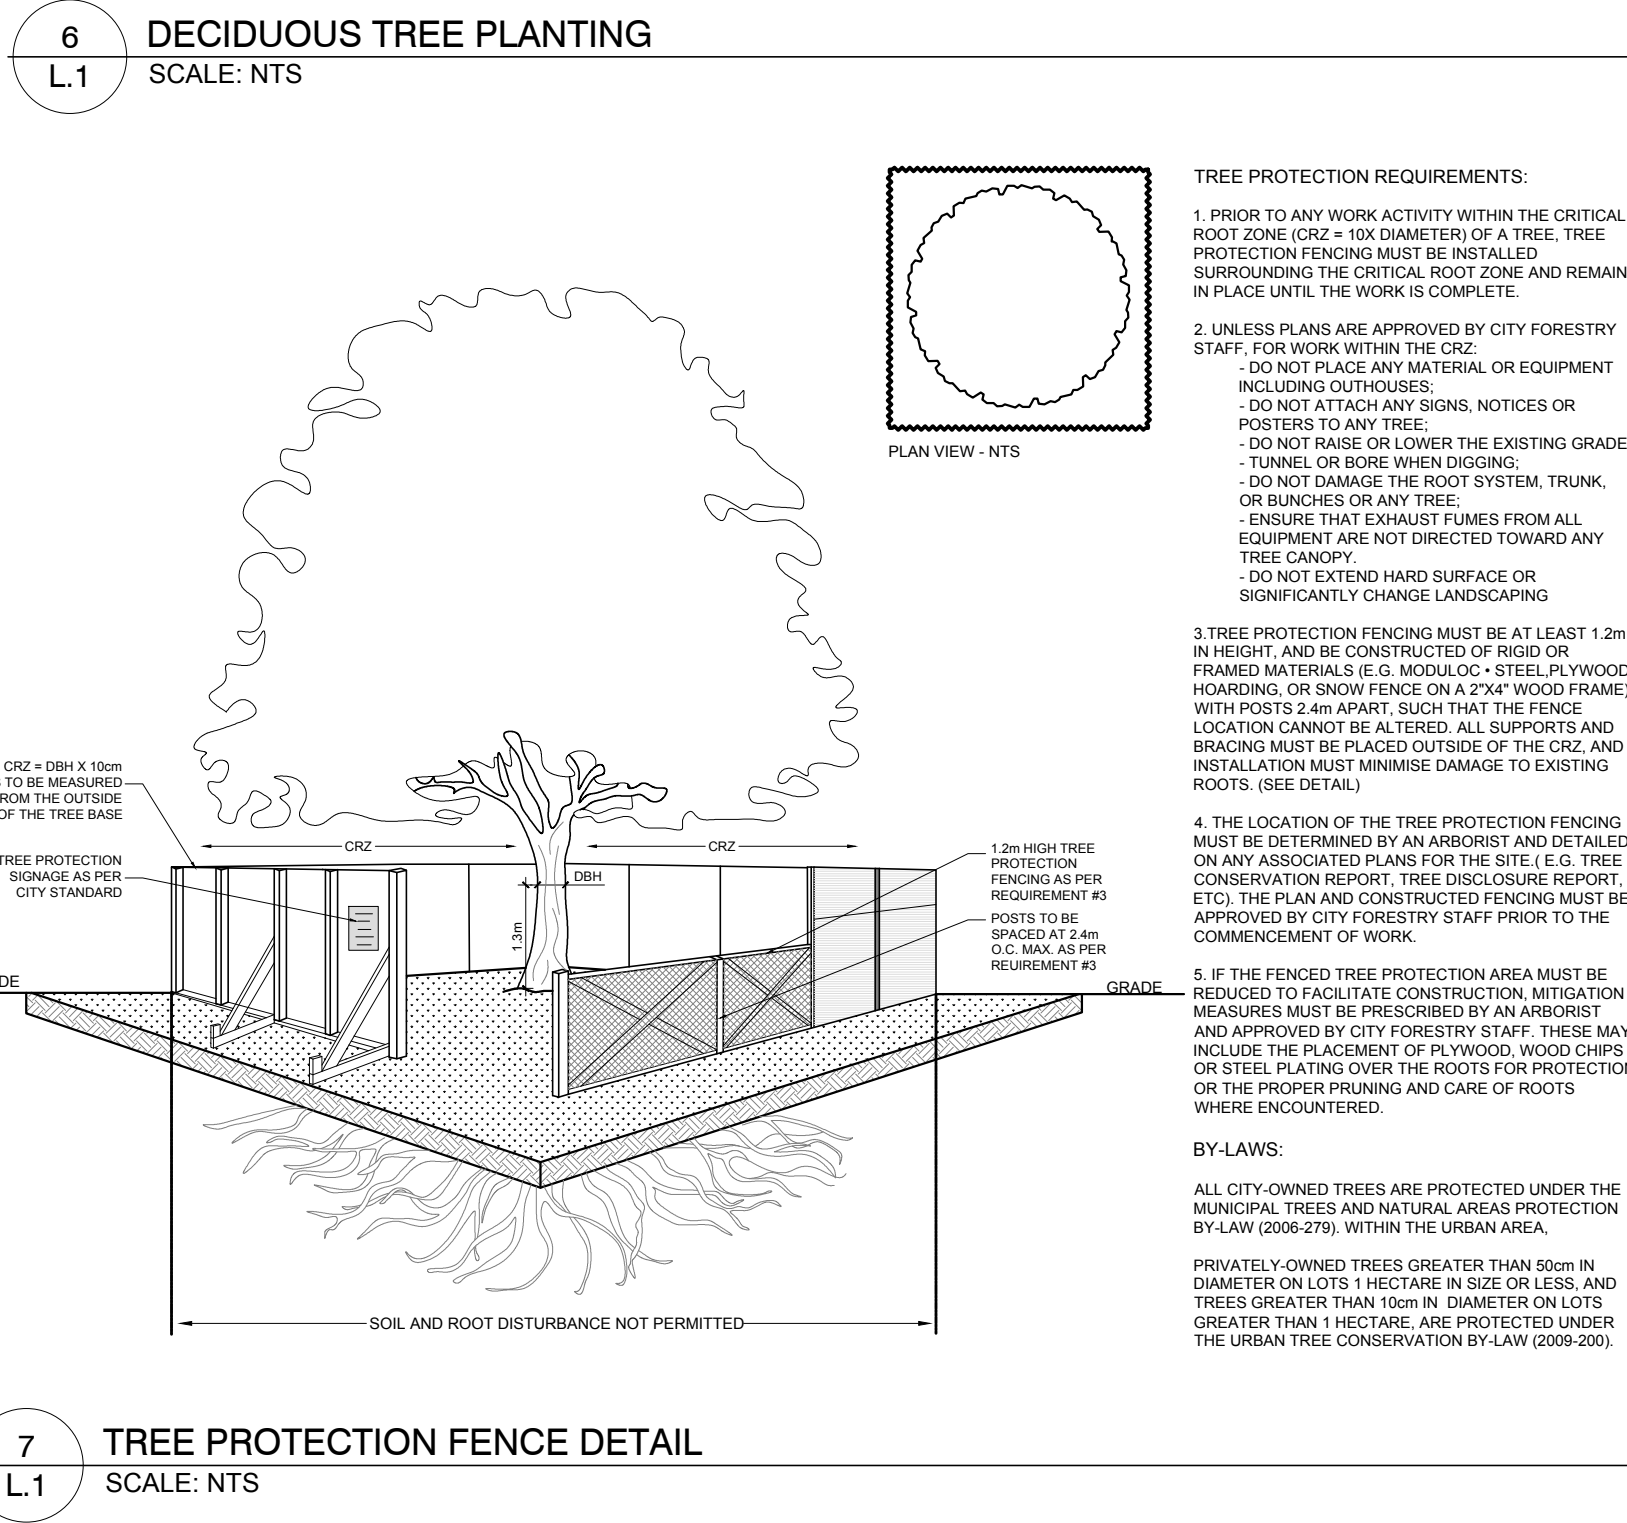 6
L.1
DECIDUOUS TREE PLANTING
SCALE: NTS
PLAN VIEW - NTS
CRZ = DBH X 10cm
TO BE MEASURED
FROM THE OUTSIDE
OF THE TREE BASE
TREE PROTECTION
SIGNAGE AS PER
CITY STANDARD
CRZ
CRZ
DBH
1.3m
1.2m HIGH TREE
PROTECTION
FENCING AS PER
REQUIREMENT #3
POSTS TO BE
SPACED AT 2.4m
O.C. MAX. AS PER
REUIREMENT #3
GRADE
SOIL AND ROOT DISTURBANCE NOT PERMITTED
TREE PROTECTION REQUIREMENTS:
1. PRIOR TO ANY WORK ACTIVITY WITHIN THE CRITICAL
ROOT ZONE (CRZ = 10X DIAMETER) OF A TREE, TREE
PROTECTION FENCING MUST BE INSTALLED
SURROUNDING THE CRITICAL ROOT ZONE AND REMAIN
IN PLACE UNTIL THE WORK IS COMPLETE.
2. UNLESS PLANS ARE APPROVED BY CITY FORESTRY
STAFF, FOR WORK WITHIN THE CRZ:
- DO NOT PLACE ANY MATERIAL OR EQUIPMENT
INCLUDING OUTHOUSES;
- DO NOT ATTACH ANY SIGNS, NOTICES OR
POSTERS TO ANY TREE;
- DO NOT RAISE OR LOWER THE EXISTING GRADE
- TUNNEL OR BORE WHEN DIGGING;
- DO NOT DAMAGE THE ROOT SYSTEM, TRUNK,
OR BUNCHES OR ANY TREE;
- ENSURE THAT EXHAUST FUMES FROM ALL
EQUIPMENT ARE NOT DIRECTED TOWARD ANY
TREE CANOPY.
- DO NOT EXTEND HARD SURFACE OR
SIGNIFICANTLY CHANGE LANDSCAPING
3.TREE PROTECTION FENCING MUST BE AT LEAST 1.2m
IN HEIGHT, AND BE CONSTRUCTED OF RIGID OR
FRAMED MATERIALS (E.G. MODULOC • STEEL,PLYWOOD
HOARDING, OR SNOW FENCE ON A 2"X4" WOOD FRAME)
WITH POSTS 2.4m APART, SUCH THAT THE FENCE
LOCATION CANNOT BE ALTERED. ALL SUPPORTS AND
BRACING MUST BE PLACED OUTSIDE OF THE CRZ, AND
INSTALLATION MUST MINIMISE DAMAGE TO EXISTING
ROOTS. (SEE DETAIL)
4. THE LOCATION OF THE TREE PROTECTION FENCING
MUST BE DETERMINED BY AN ARBORIST AND DETAILED
ON ANY ASSOCIATED PLANS FOR THE SITE.( E.G. TREE
CONSERVATION REPORT, TREE DISCLOSURE REPORT,
ETC). THE PLAN AND CONSTRUCTED FENCING MUST BE
APPROVED BY CITY FORESTRY STAFF PRIOR TO THE
COMMENCEMENT OF WORK.
5. IF THE FENCED TREE PROTECTION AREA MUST BE
REDUCED TO FACILITATE CONSTRUCTION, MITIGATION
MEASURES MUST BE PRESCRIBED BY AN ARBORIST
AND APPROVED BY CITY FORESTRY STAFF. THESE MAY
INCLUDE THE PLACEMENT OF PLYWOOD, WOOD CHIPS
OR STEEL PLATING OVER THE ROOTS FOR PROTECTION
OR THE PROPER PRUNING AND CARE OF ROOTS
WHERE ENCOUNTERED.
BY-LAWS:
ALL CITY-OWNED TREES ARE PROTECTED UNDER THE
MUNICIPAL TREES AND NATURAL AREAS PROTECTION
BY-LAW (2006-279). WITHIN THE URBAN AREA,
PRIVATELY-OWNED TREES GREATER THAN 50cm IN
DIAMETER ON LOTS 1 HECTARE IN SIZE OR LESS, AND
TREES GREATER THAN 10cm IN DIAMETER ON LOTS
GREATER THAN 1 HECTARE, ARE PROTECTED UNDER
THE URBAN TREE CONSERVATION BY-LAW (2009-200).
7
L.1
TREE PROTECTION FENCE DETAIL
SCALE: NTS